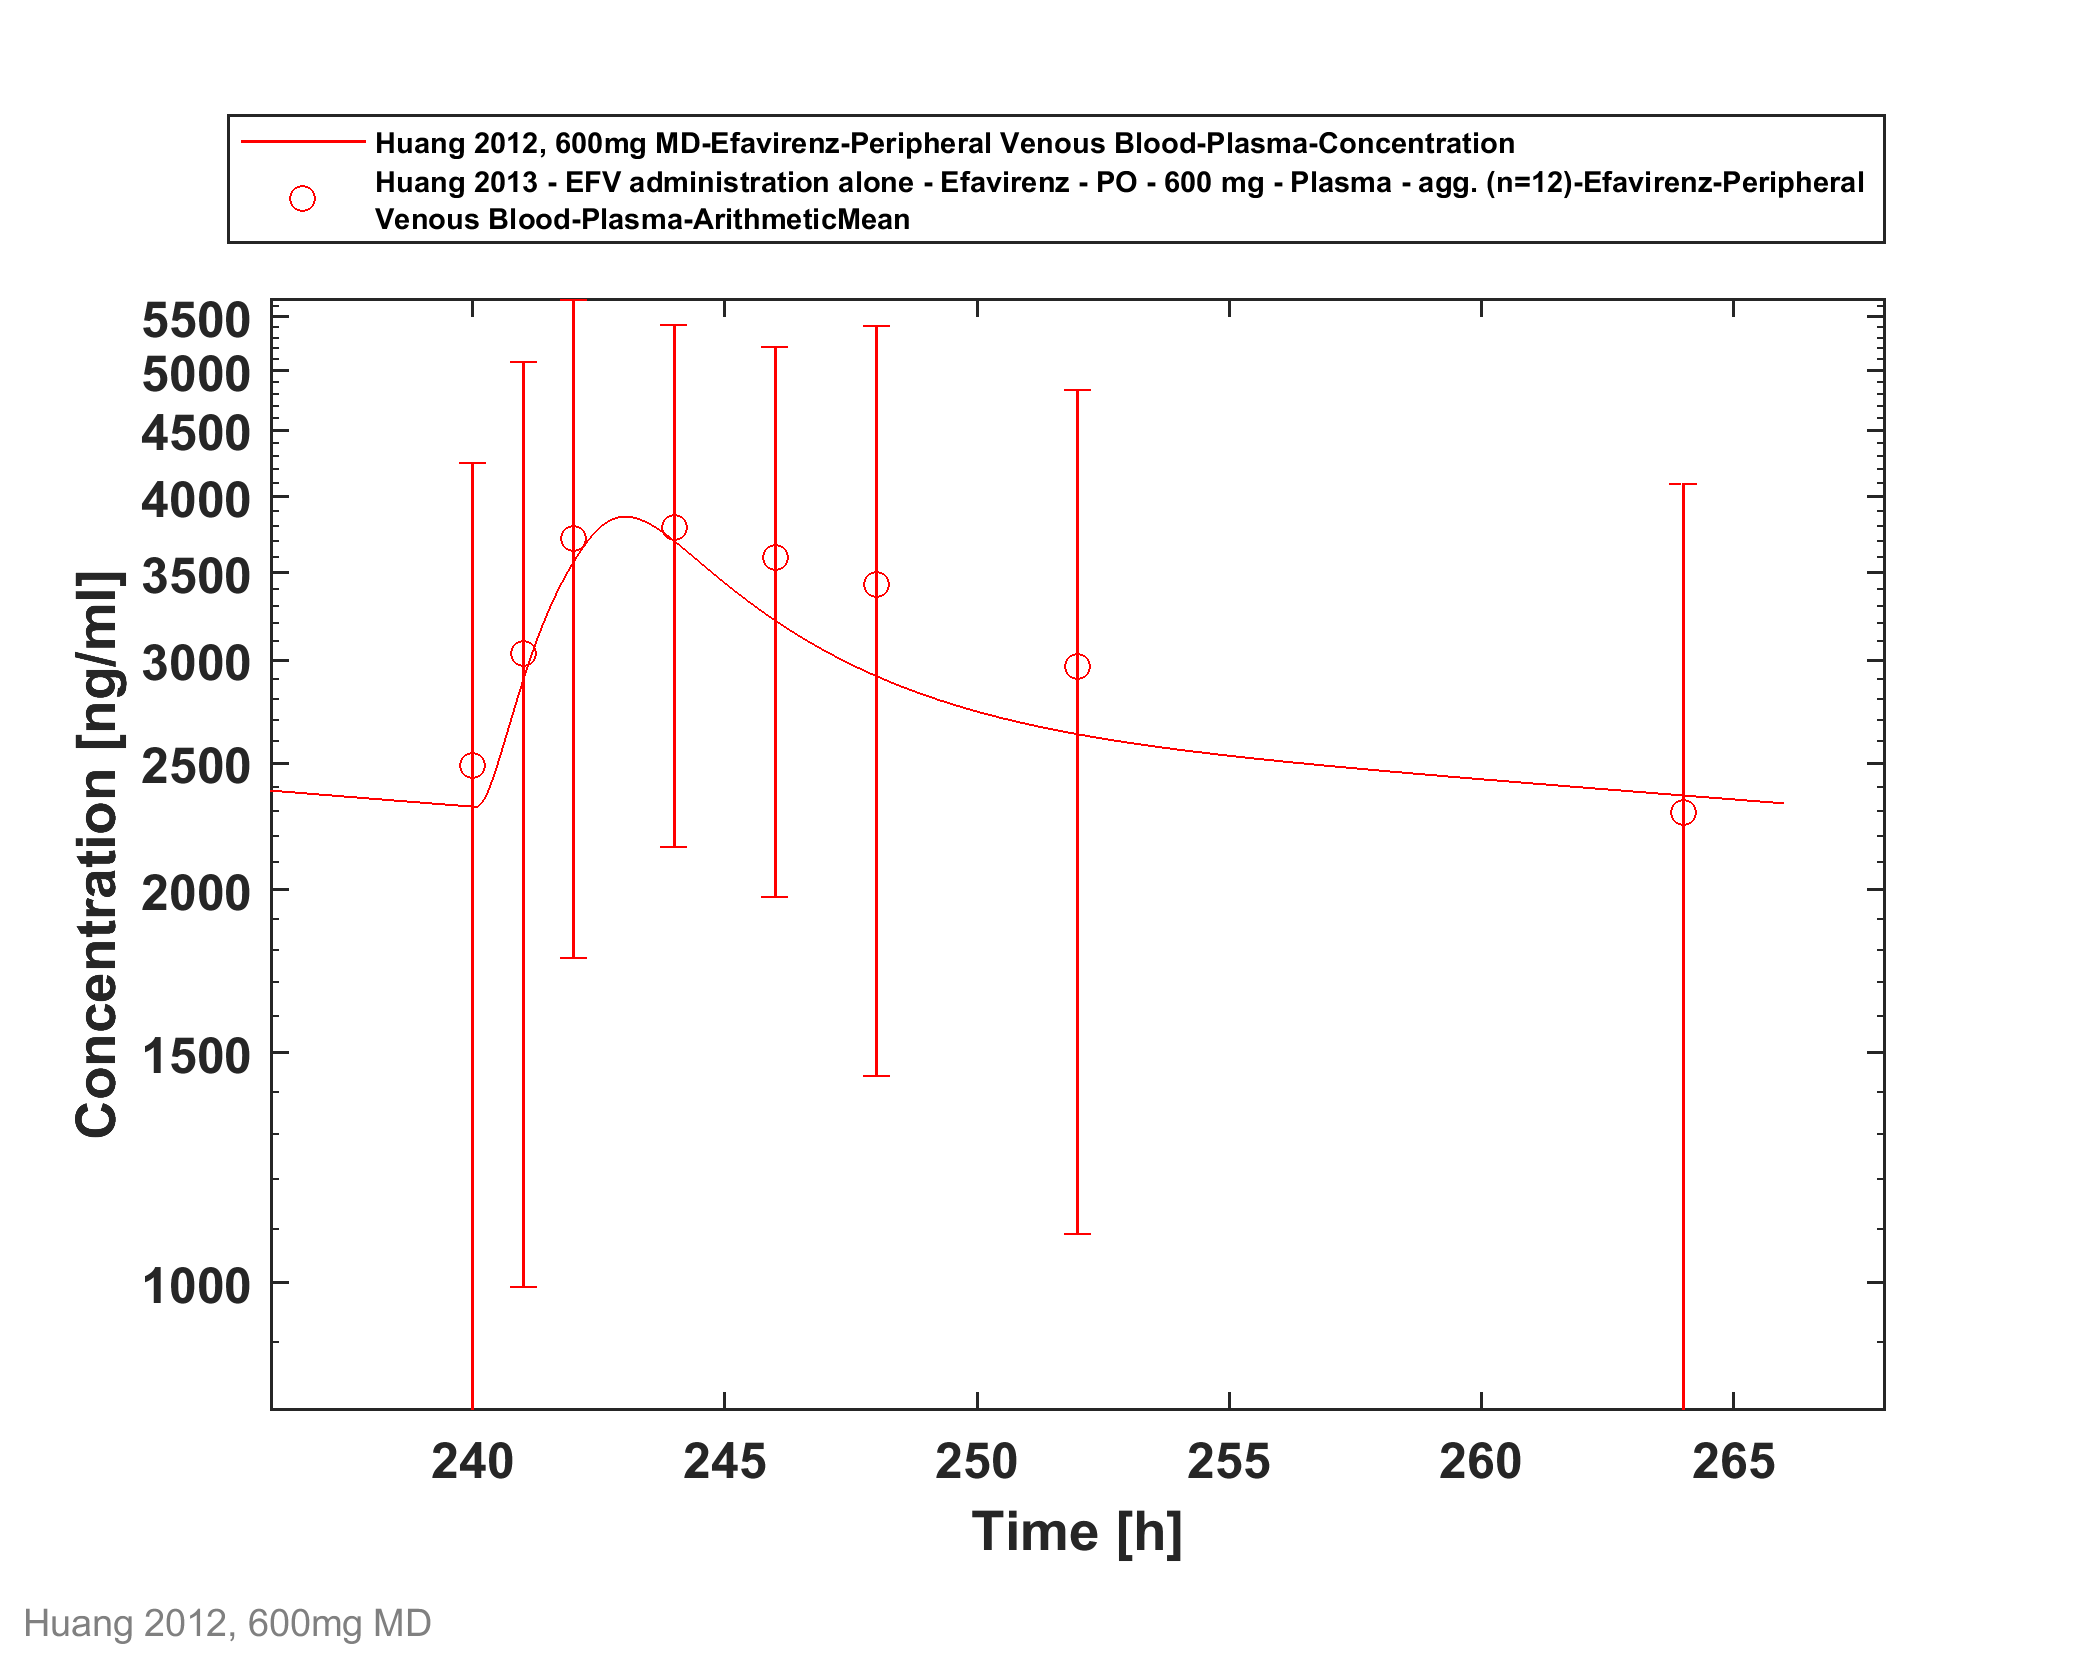 Huang 2012, 600mg MD-Efavirenz-Peripheral Venous Blood-Plasma-Concentration
Huang 2013 - EFV administration alone - Efavirenz - PO - 600 mg - Plasma - agg. (n=12)-Efavirenz-Peripheral
Venous Blood-Plasma-ArithmeticMean
5500
5000
4500
4000
3500
3000
2500
2000
1500
1000
Concentration [ng/ml]
240 245 250 255 260 265
Time [h]
Huang 2012, 600mg MD